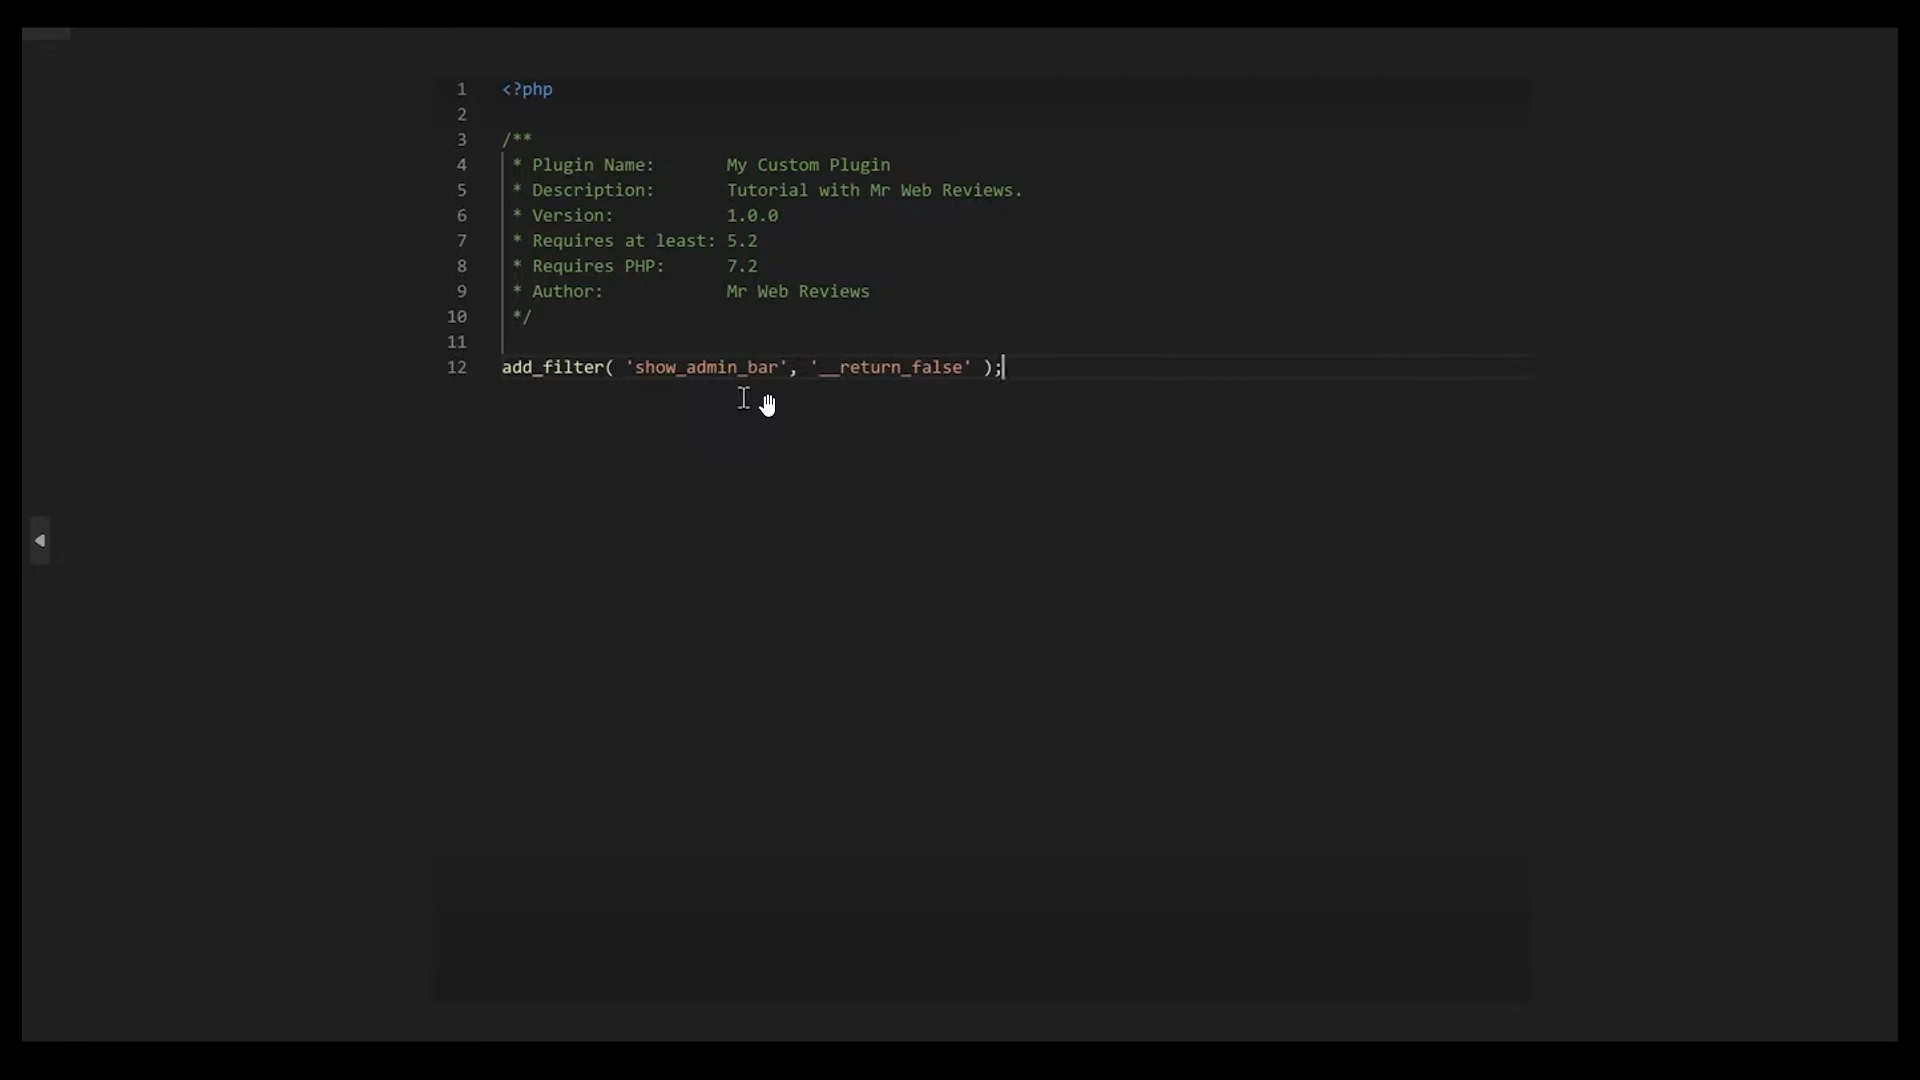 1 <?php
2
3 /**
4 * Plugin Name: My Custom Plugin
5 * Description: Tutorial with Mr Web Reviews.
6 * Version: 1.0.0
7 * Requires at least: 5.2
8 * Requires PHP: 7.2
9 * Author: Mr Web Reviews
10 */
11
12 add_filter( 'show_admin_bar', '__return_false' );